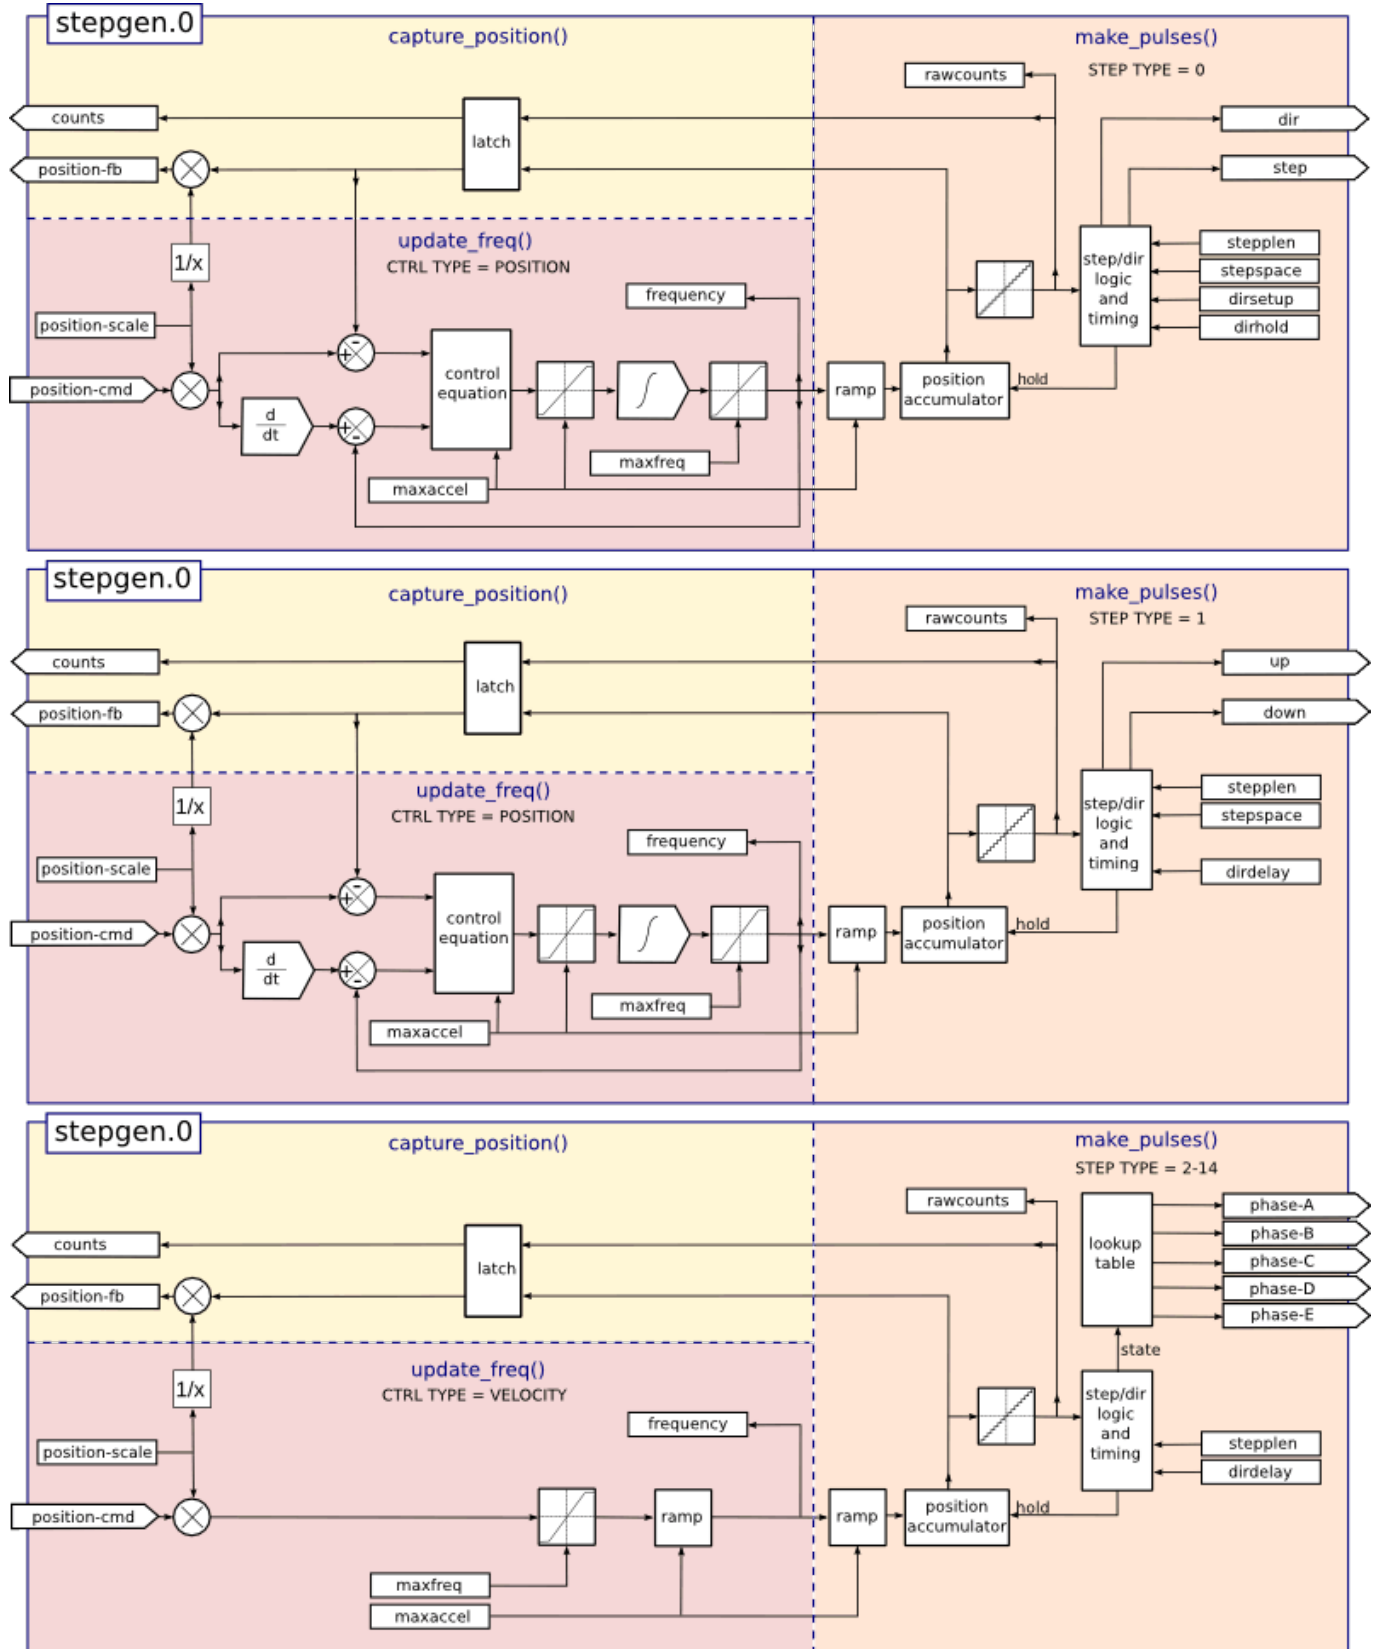 stepgen.0
capture_position()
make_pulses()
STEP TYPE = 0
rawcounts
counts
latch
dir
position-fb
step
update_freq()
CTRL TYPE = POSITION
1/x
step/dir
logic
and
timing
stepplen
stepspace
dirsetup
dirhold
frequency
position-scale
position-cmd
d
dt
+
-
+
-
control
equation
∫
ramp
position
accumulator
hold
maxfreq
maxaccel
stepgen.0
capture_position()
make_pulses()
STEP TYPE = 1
rawcounts
counts
latch
up
position-fb
down
update_freq()
CTRL TYPE = POSITION
1/x
step/dir
logic
and
timing
stepplen
stepspace
dirdelay
frequency
position-scale
position-cmd
d
dt
+
-
+
-
control
equation
∫
ramp
position
accumulator
hold
maxfreq
maxaccel
stepgen.0
capture_position()
make_pulses()
STEP TYPE = 2-14
rawcounts
lookup
table
phase-A
phase-B
phase-C
phase-D
phase-E
counts
latch
position-fb
state
update_freq()
CTRL TYPE = VELOCITY
1/x
step/dir
logic
and
timing
stepplen
dirdelay
frequency
position-scale
position-cmd
ramp
ramp
position
accumulator
hold
maxfreq
maxaccel